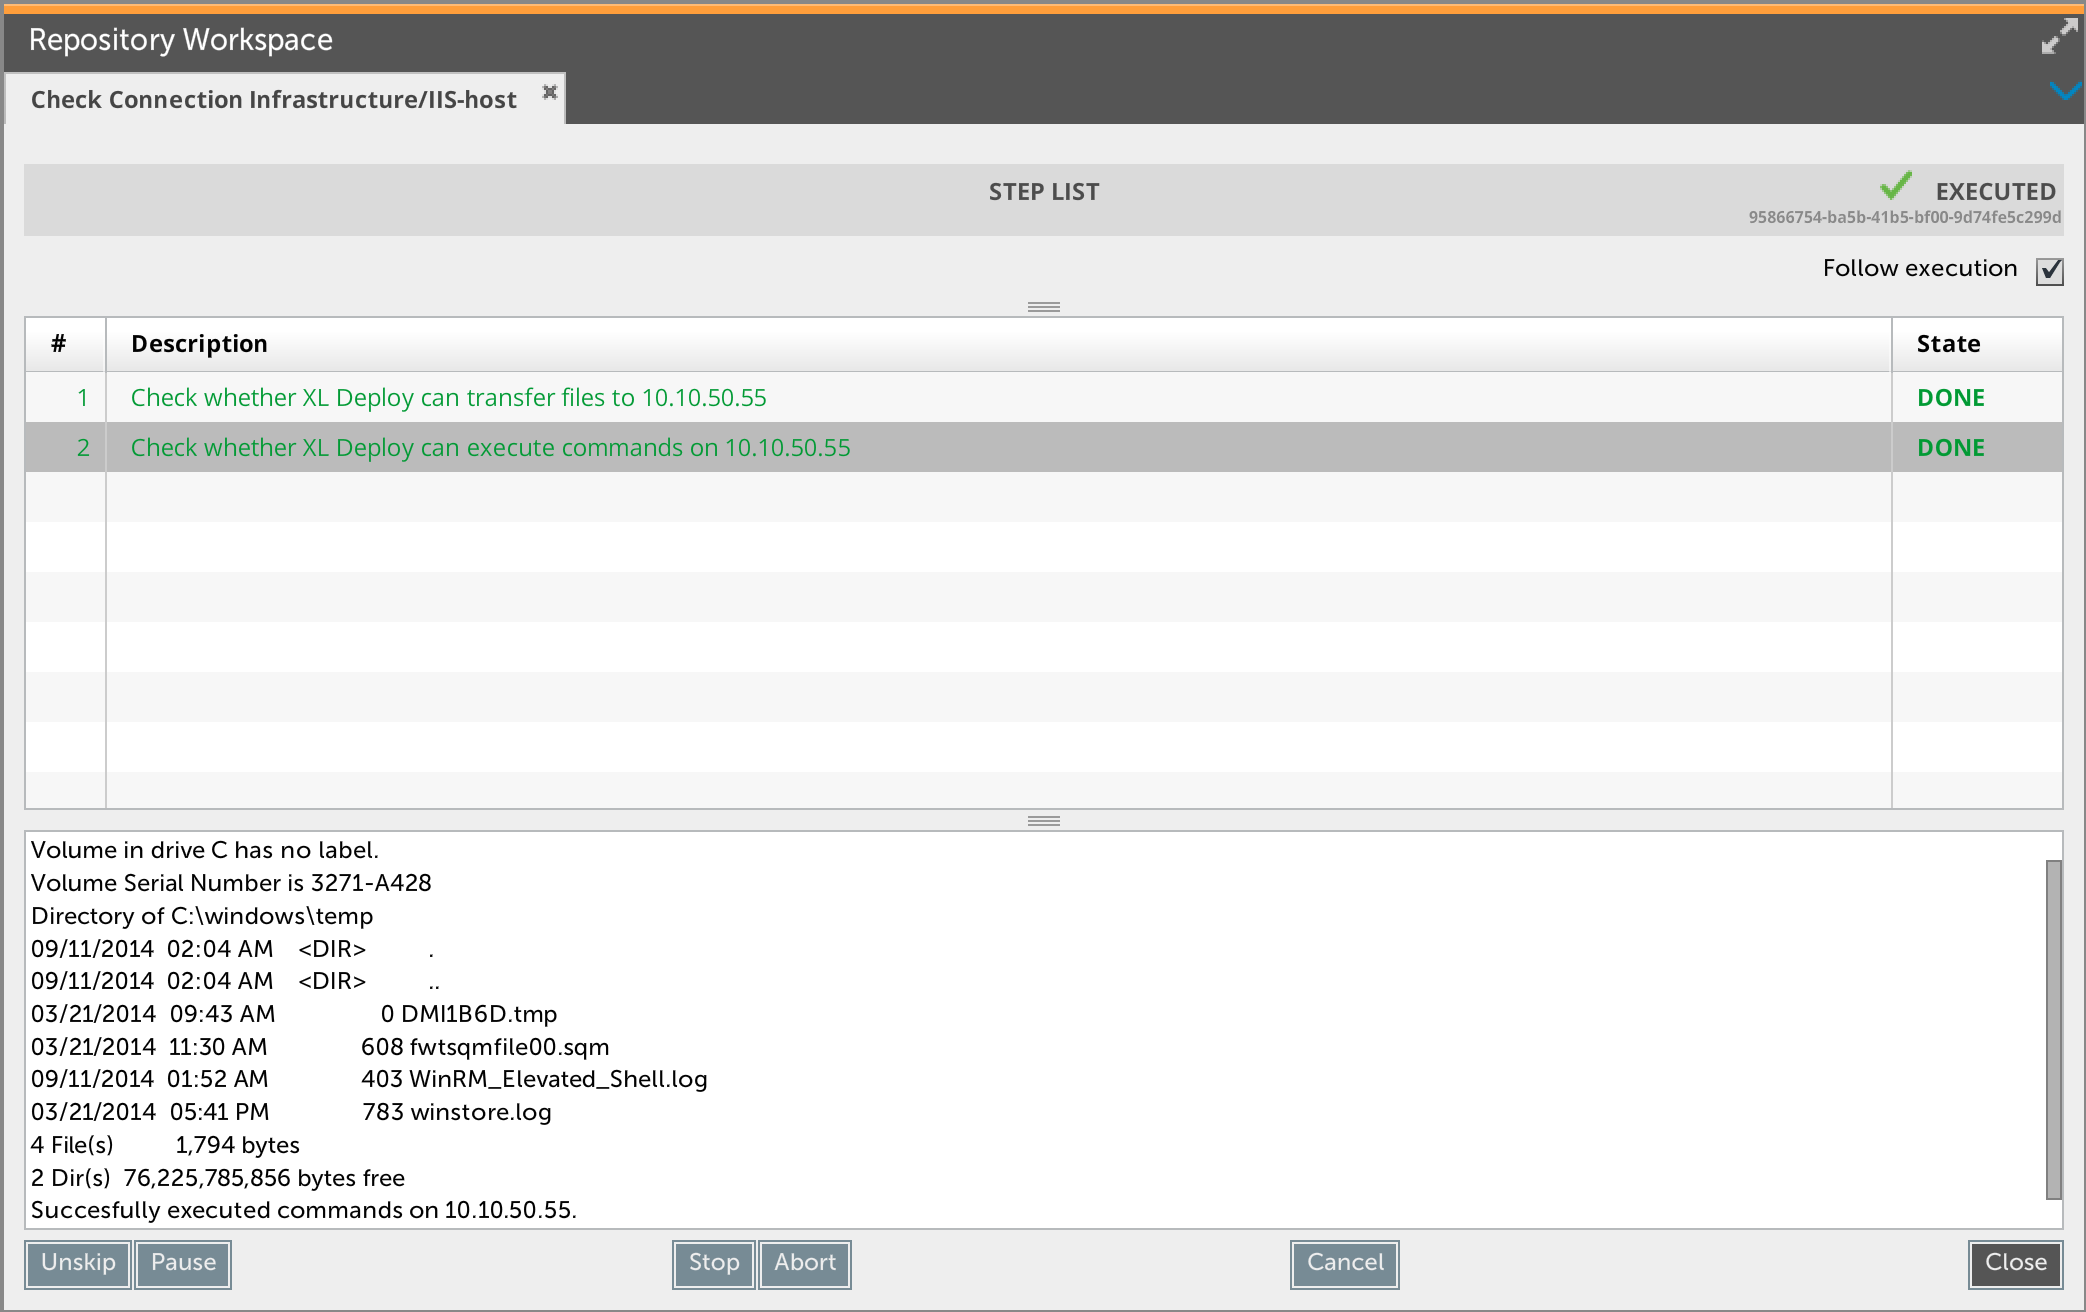 Repository Workspace
Check Connection Infrastructure/IIS-host
STEP LIST
EXECUTED
95866754-ba5b-41b5-bf00-9d74fe5c299d
Follow execution
# Description State
1 Check whether XL Deploy can transfer files to 10.10.50.55 DONE
2 Check whether XL Deploy can execute commands on 10.10.50.55 DONE
Volume in drive C has no label.
Volume Serial Number is 3271-A428
Directory of C:\windows\temp
09/11/2014 02:04 AM <DIR> .
09/11/2014 02:04 AM <DIR> ..
03/21/2014 09:43 AM 0 DMI1B6D.tmp
03/21/2014 11:30 AM 608 fwtsqmfile00.sqm
09/11/2014 01:52 AM 403 WinRM_Elevated_Shell.log
03/21/2014 05:41 PM 783 winstore.log
4 File(s) 1,794 bytes
2 Dir(s) 76,225,785,856 bytes free
Succesfully executed commands on 10.10.50.55.
Unskip Pause Stop Abort Cancel Close